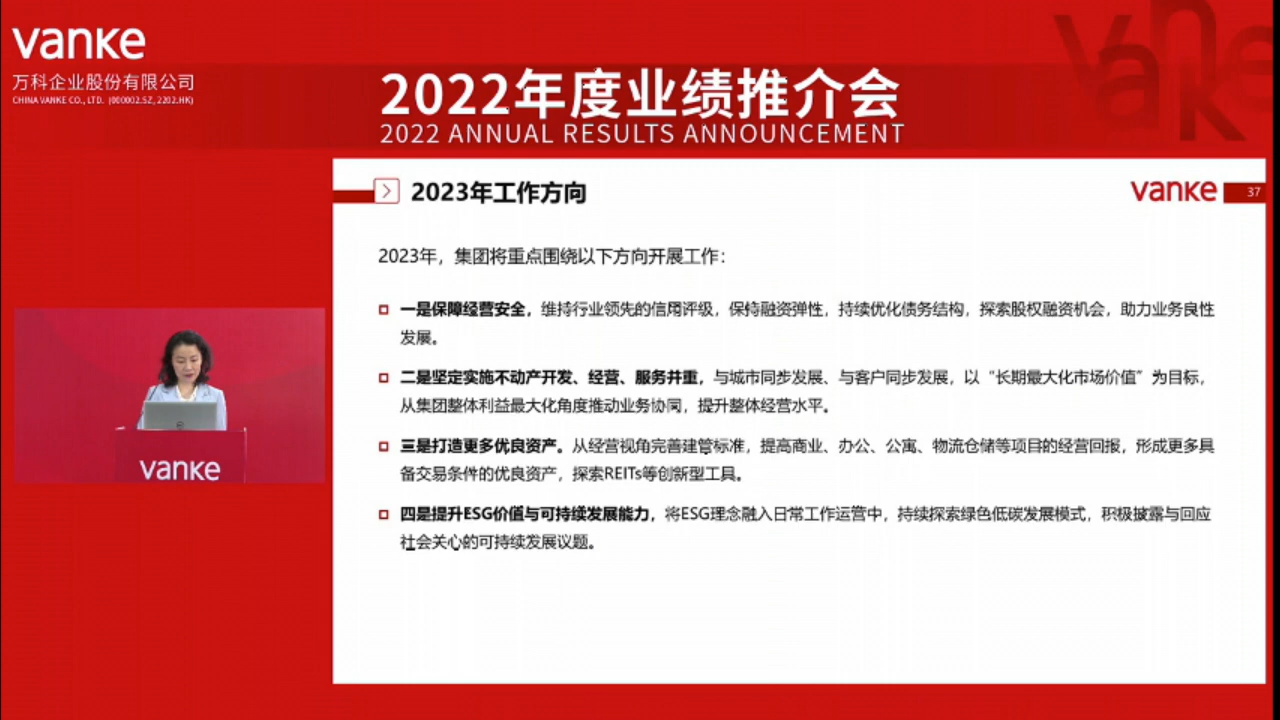 vanke
万科企业股份有限公司
CHINA VANKE CO., LTD. (000002.SZ, 2202.HK)
2022年度业绩推介会
2022 ANNUAL RESULTS ANNOUNCEMENT
vanke
2023年工作方向
vanke
37
2023年，集团将重点围绕以下方向开展工作：
一是保障经营安全，维持行业领先的信用评级，保持融资弹性，持续优化债务结构，探索股权融资机会，助力业务良性
发展。
二是坚定实施不动产开发、经营、服务并重，与城市同步发展、与客户同步发展，以“长期最大化市场价值”为目标，
从集团整体利益最大化角度推动业务协同，提升整体经营水平。
三是打造更多优良资产。从经营视角完善建管标准，提高商业、办公、公寓、物流仓储等项目的经营回报，形成更多具
备交易条件的优良资产，探索REITs等创新型工具。
四是提升ESG价值与可持续发展能力，将ESG理念融入日常工作运营中，持续探索绿色低碳发展模式，积极披露与回应
社会关心的可持续发展议题。
vanke